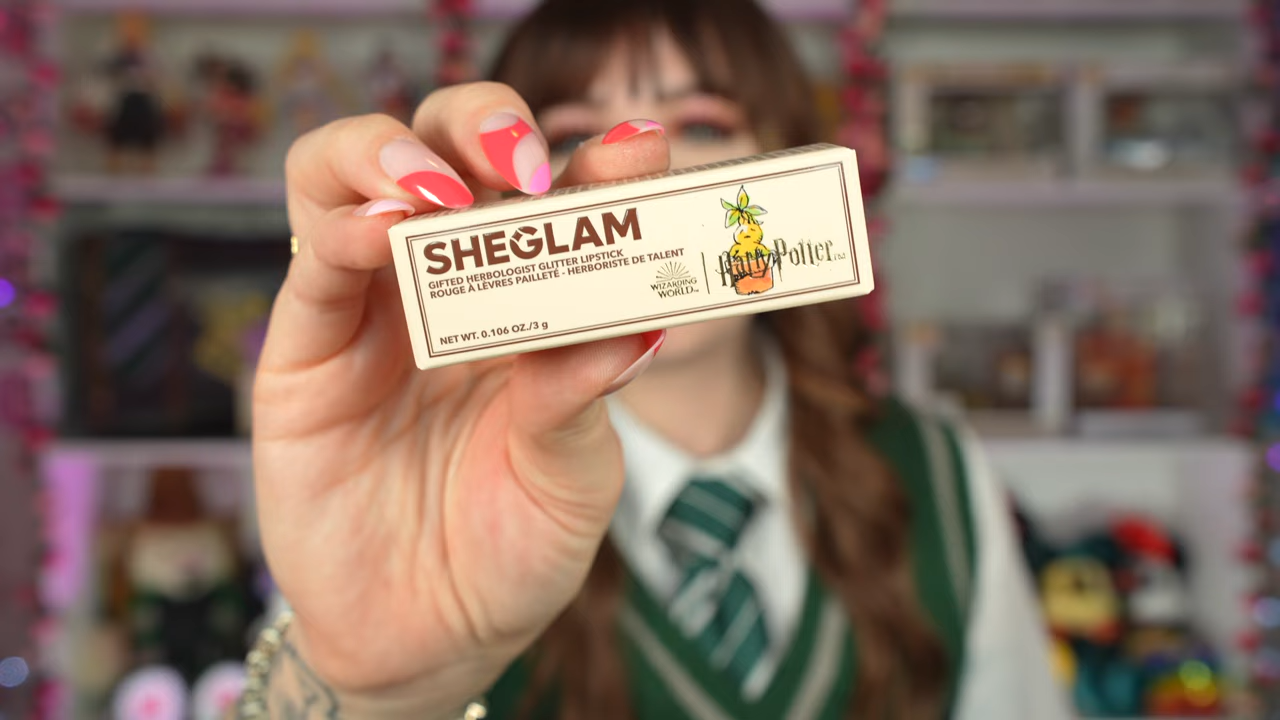 SHEGLAM
GIFTED HERBOLOGIST GLITTER LIPSTICK
ROUGE À LÈVRES PAILLETÉ - HERBORISTE DE TALENT
NET WT. 0.106 OZ./3 g
WIZARDING
WORLD
Harry Potter